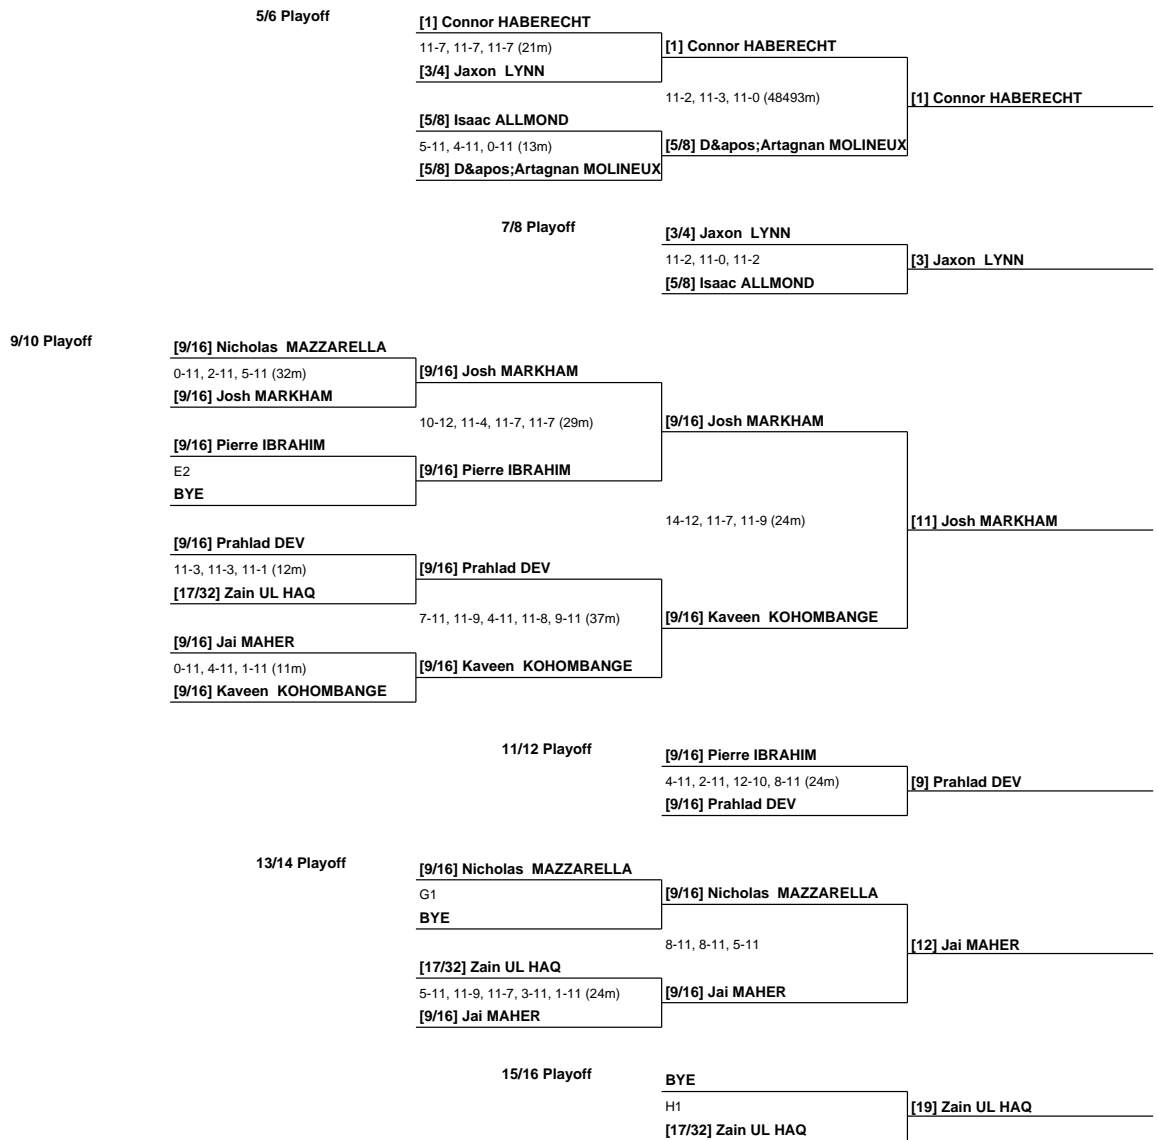 5/6 Playoff
[1] Connor HABERECHT
11-7, 11-7, 11-7 (21m)
[3/4] Jaxon LYNN
[1] Connor HABERECHT
11-2, 11-3, 11-0 (48493m)
[1] Connor HABERECHT
[5/8] Isaac ALLMOND
5-11, 4-11, 0-11 (13m)
[5/8] D&apos;Artagnan MOLINEUX
[5/8] D&apos;Artagnan MOLINEUX
7/8 Playoff
[3/4] Jaxon LYNN
11-2, 11-0, 11-2
[5/8] Isaac ALLMOND
[3] Jaxon LYNN
9/10 Playoff
[9/16] Nicholas MAZZARELLA
0-11, 2-11, 5-11 (32m)
[9/16] Josh MARKHAM
[9/16] Josh MARKHAM
10-12, 11-4, 11-7, 11-7 (29m)
[9/16] Josh MARKHAM
[9/16] Pierre IBRAHIM
E2
BYE
[9/16] Pierre IBRAHIM
14-12, 11-7, 11-9 (24m)
[11] Josh MARKHAM
[9/16] Prahlad DEV
11-3, 11-3, 11-1 (12m)
[17/32] Zain UL HAQ
[9/16] Prahlad DEV
7-11, 11-9, 4-11, 11-8, 9-11 (37m)
[9/16] Kaveen KOHOMBANGE
[9/16] Jai MAHER
0-11, 4-11, 1-11 (11m)
[9/16] Kaveen KOHOMBANGE
[9/16] Kaveen KOHOMBANGE
11/12 Playoff
[9/16] Pierre IBRAHIM
4-11, 2-11, 12-10, 8-11 (24m)
[9/16] Prahlad DEV
[9] Prahlad DEV
13/14 Playoff
[9/16] Nicholas MAZZARELLA
G1
BYE
[9/16] Nicholas MAZZARELLA
8-11, 8-11, 5-11
[12] Jai MAHER
[17/32] Zain UL HAQ
5-11, 11-9, 11-7, 3-11, 1-11 (24m)
[9/16] Jai MAHER
[9/16] Jai MAHER
15/16 Playoff
BYE
H1
[17/32] Zain UL HAQ
[19] Zain UL HAQ